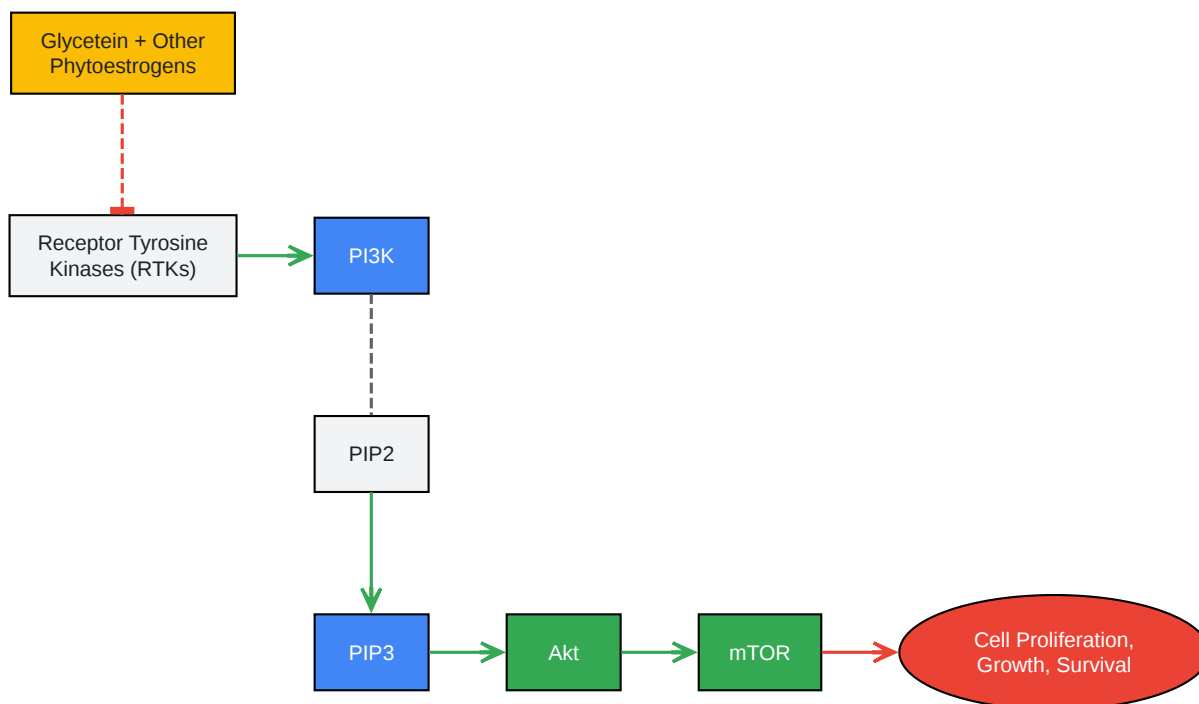 Glycetein + Other
Phytoestrogens
Receptor Tyrosine
Kinases (RTKs)
PI3K
PIP2
PIP3
Akt
mTOR
Cell Proliferation,
Growth, Survival